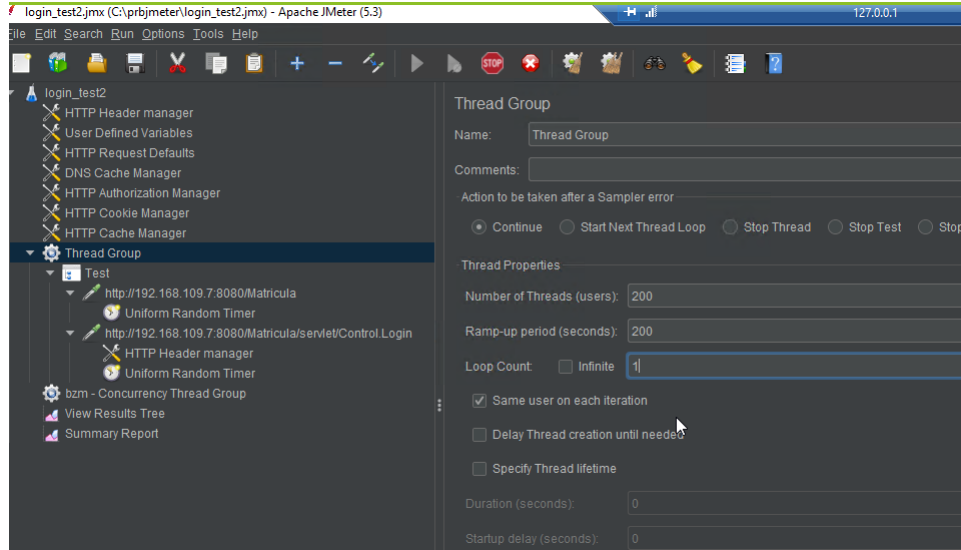 login_test2.jmx (C:\prbjmeter\login_test2.jmx) - Apache JMeter (5.3)
127.0.0.1
File Edit Search Run Options Tools Help
STOP
login_test2
HTTP Header manager
User Defined Variables
HTTP Request Defaults
DNS Cache Manager
HTTP Authorization Manager
HTTP Cookie Manager
HTTP Cache Manager
Thread Group
Test
http://192.168.109.7:8080/Matricula
Uniform Random Timer
http://192.168.109.7:8080/Matricula/servlet/Control.Login
HTTP Header manager
Uniform Random Timer
bzm - Concurrency Thread Group
View Results Tree
Summary Report
Thread Group
Name: Thread Group
Comments:
Action to be taken after a Sampler error
Continue Start Next Thread Loop Stop Thread Stop Test Stop
Thread Properties
Number of Threads (users): 200
Ramp-up period (seconds): 200
Loop Count: Infinite 1
Same user on each iteration
Delay Thread creation until needed
Specify Thread lifetime
Duration (seconds): 0
Startup delay (seconds): 0